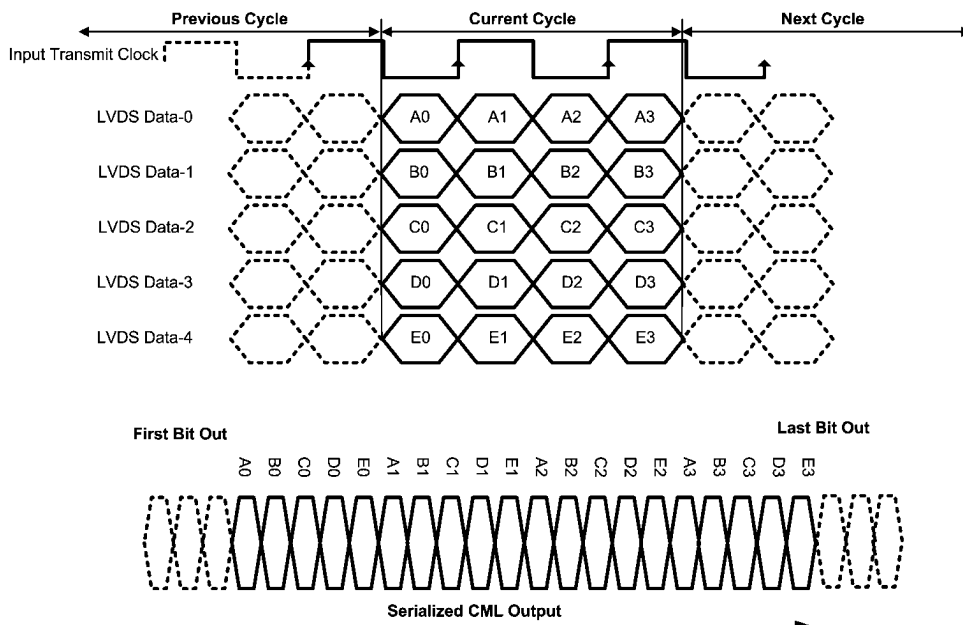 Previous Cycle Current Cycle Next Cycle
Input Transmit Clock
LVDS Data-0 A0 A1 A2 A3
LVDS Data-1 B0 B1 B2 B3
LVDS Data-2 C0 C1 C2 C3
LVDS Data-3 D0 D1 D2 D3
LVDS Data-4 E0 E1 E2 E3
First Bit Out Last Bit Out
A0 B0 C0 D0 E0 A1 B1 C1 D1 E1 A2 B2 C2 D2 E2 A3 B3 C3 D3 E3
Serialized CML Output